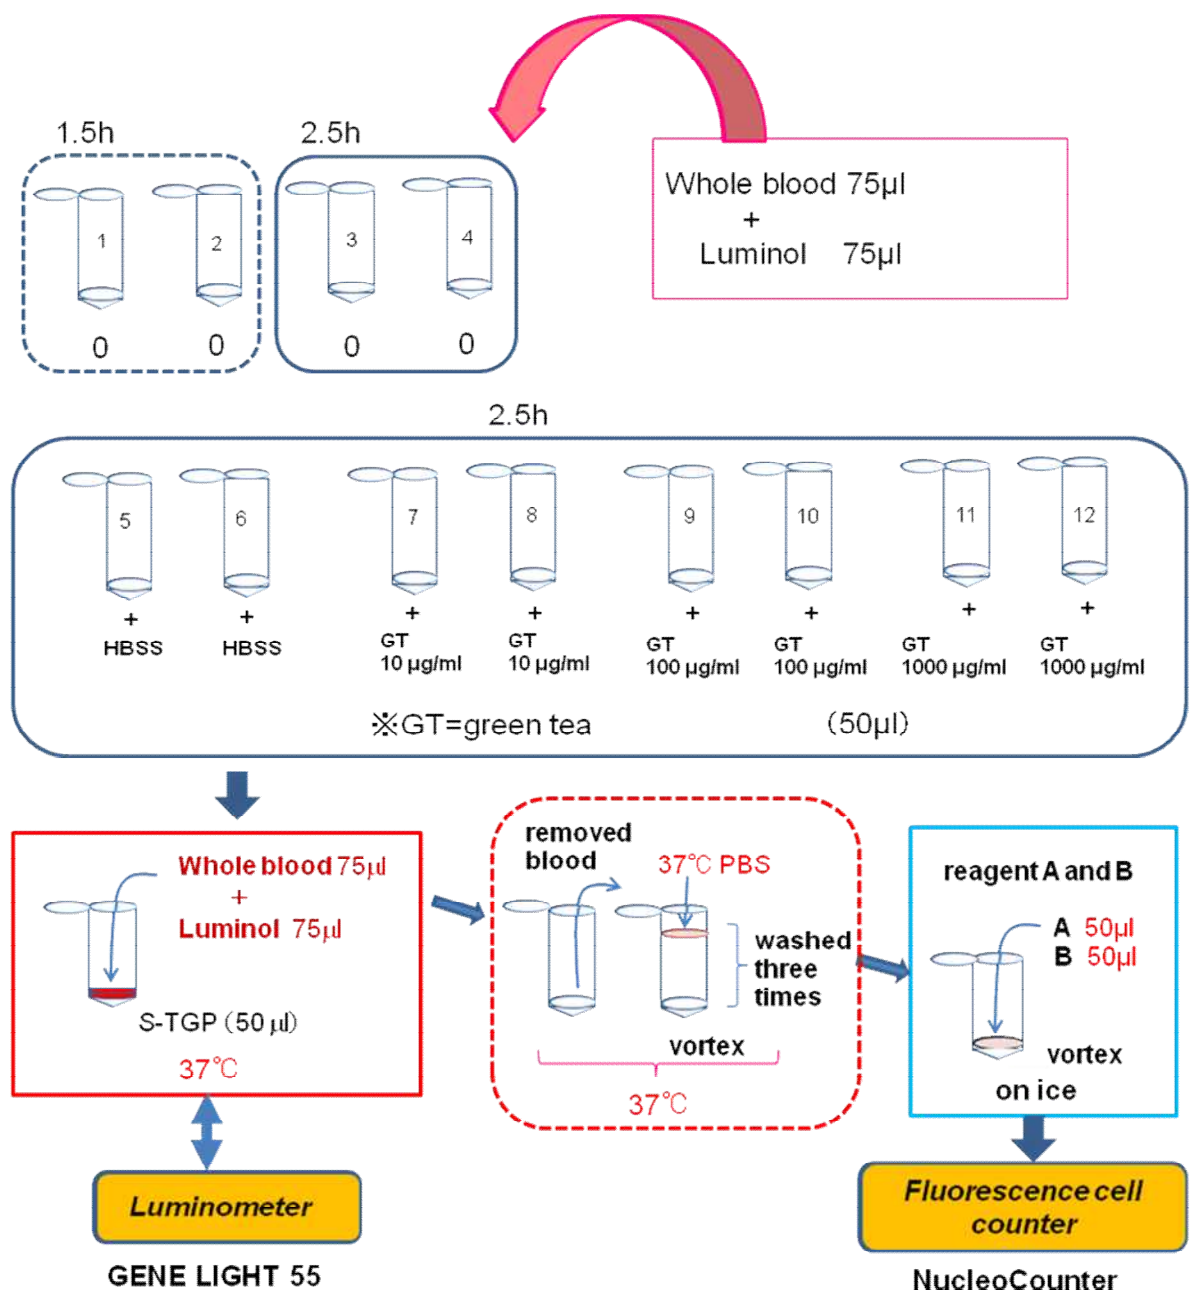 1.5h
2.5h
1
2
3
4
0
0
0
0
Whole blood 75µl
+
Luminol 75µl
2.5h
5
6
7
8
9
10
11
12
+
+
+
+
+
+
+
+
HBSS
HBSS
GT
10 µg/ml
GT
10 µg/ml
GT
100 µg/ml
GT
100 µg/ml
GT
1000 µg/ml
GT
1000 µg/ml
※GT=green tea
(50µl)
Whole blood 75µl
+
Luminol 75µl
S-TGP (50 µl)
37℃
removed
blood
37℃ PBS
washed
three
times
vortex
37℃
reagent A and B
A 50µl
B 50µl
vortex
on ice
Luminometer
GENE LIGHT 55
Fluorescence cell
counter
NucleoCounter